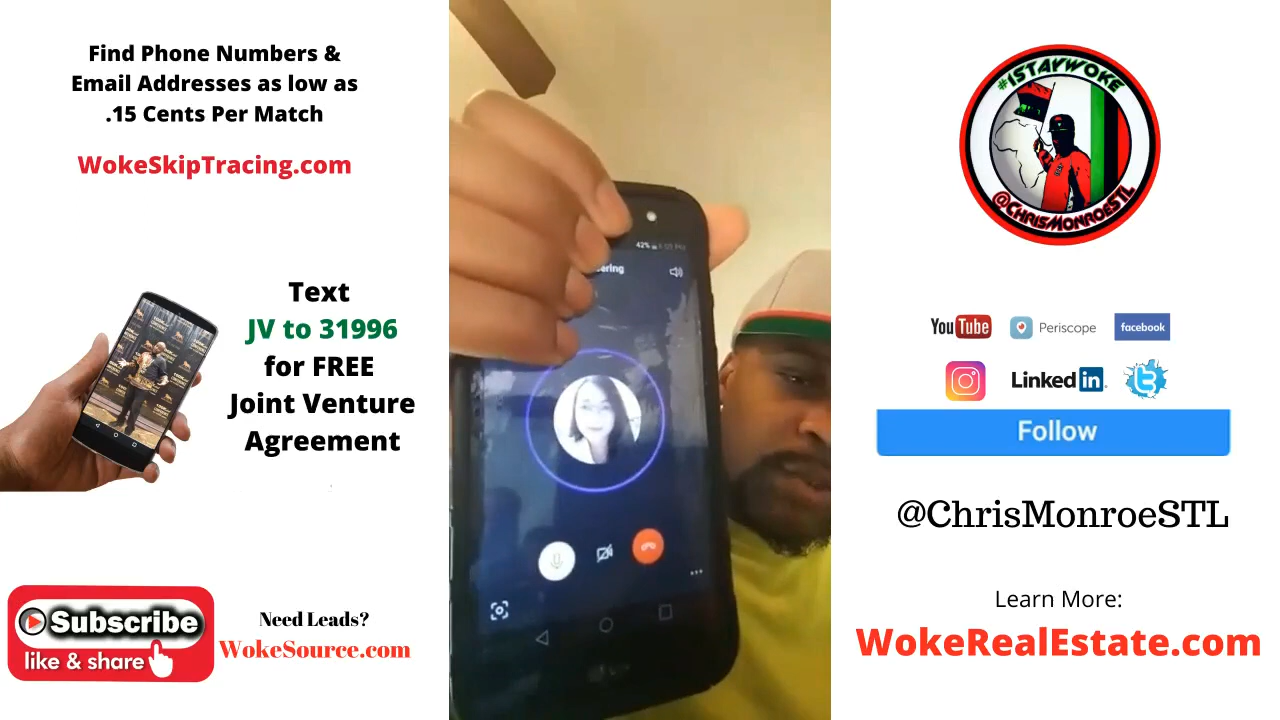 Find Phone Numbers &
Email Addresses as low as
.15 Cents Per Match
WokeSkipTracing.com
Text
JV to 31996
for FREE
Joint Venture
Agreement
Subscribe
like & share
Need Leads?
WokeSource.com
42%
LG
#ISTAYWOKE
@CHRISMONROESTL
YouTube
Periscope
facebook
Linked in
Follow
@ChrisMonroeSTL
Learn More:
WokeRealEstate.com